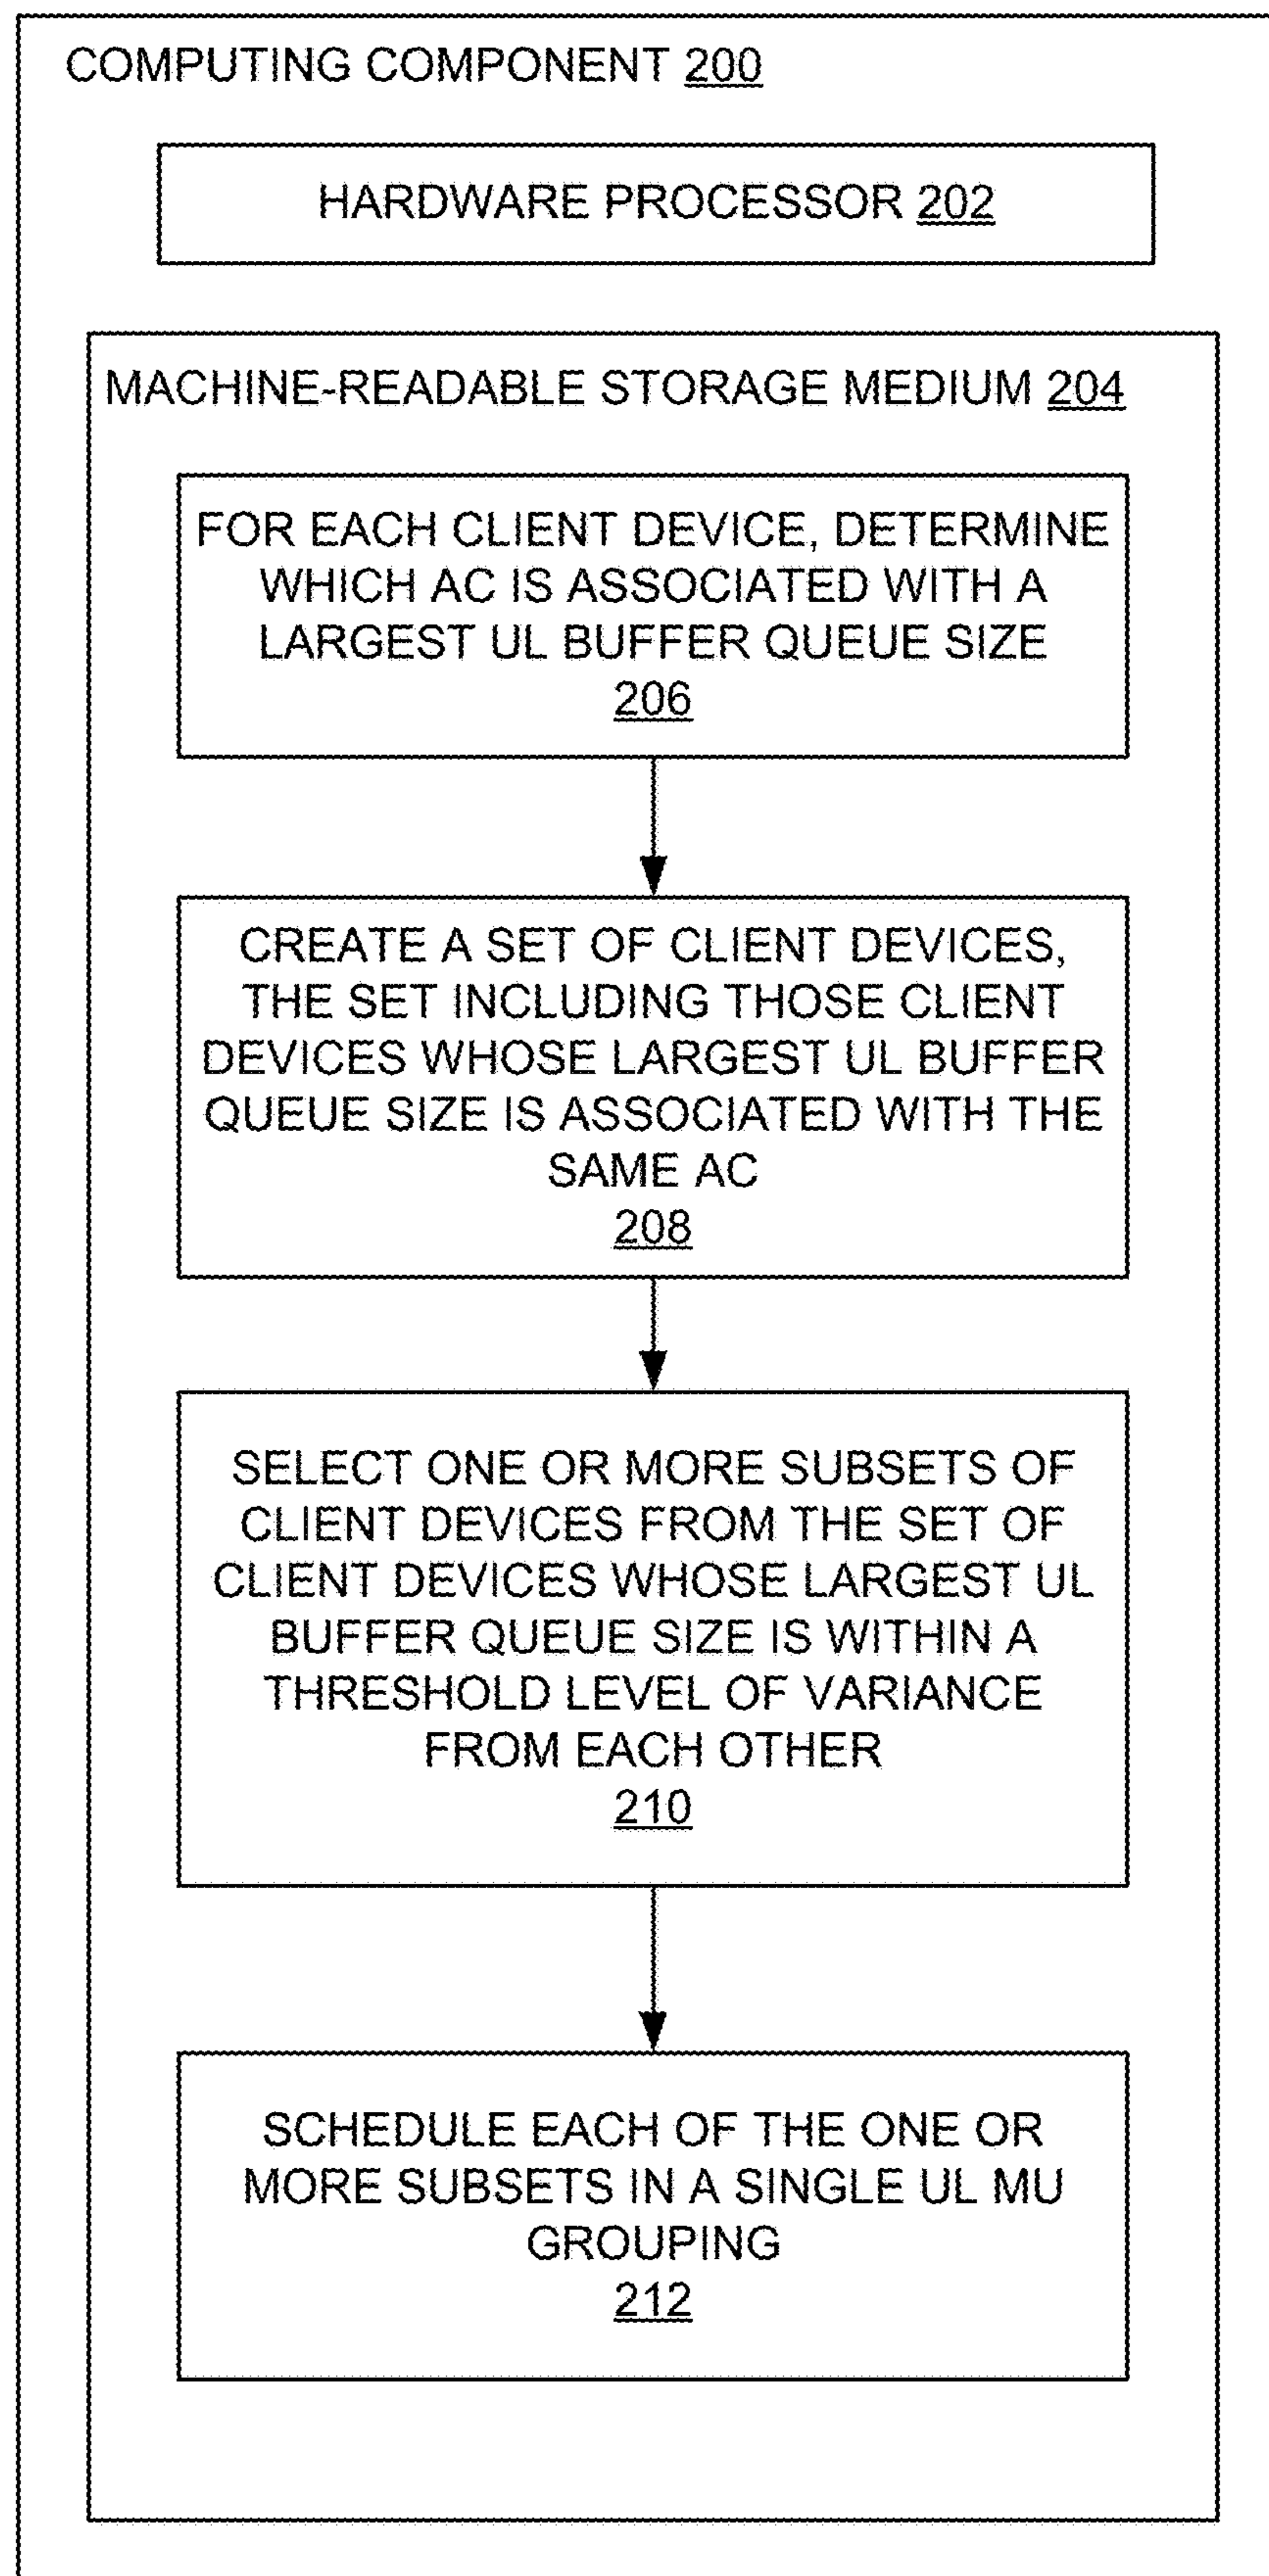 COMPUTING COMPONENT 200
HARDWARE PROCESSOR 202
MACHINE-READABLE STORAGE MEDIUM 204
FOR EACH CLIENT DEVICE, DETERMINE
WHICH AC IS ASSOCIATED WITH A
LARGEST UL BUFFER QUEUE SIZE
206
CREATE A SET OF CLIENT DEVICES,
THE SET INCLUDING THOSE CLIENT
DEVICES WHOSE LARGEST UL BUFFER
QUEUE SIZE IS ASSOCIATED WITH THE
SAME AC
208
SELECT ONE OR MORE SUBSETS OF
CLIENT DEVICES FROM THE SET OF
CLIENT DEVICES WHOSE LARGEST UL
BUFFER QUEUE SIZE IS WITHIN A
THRESHOLD LEVEL OF VARIANCE
FROM EACH OTHER
210
SCHEDULE EACH OF THE ONE OR
MORE SUBSETS IN A SINGLE UL MU
GROUPING
212